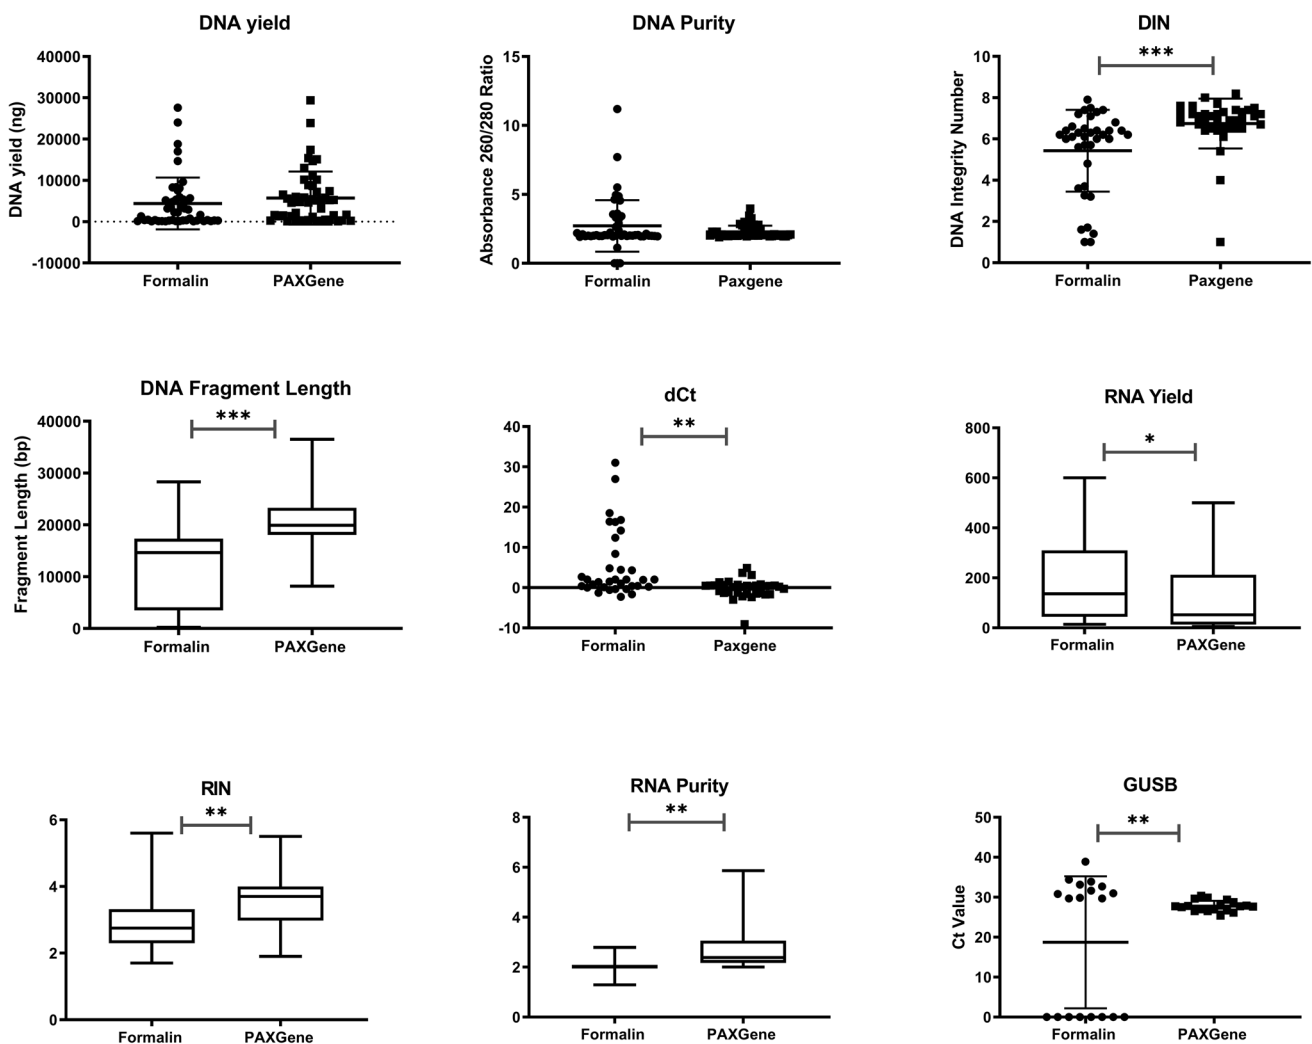 DNA yield
DNA yield (ng)
40000
30000
20000
10000
0
-10000
Formalin
PAXGene
DNA Purity
Absorbance 260/280 Ratio
15
10
5
0
Formalin
Paxgene
DIN
***
DNA Integrity Number
10
8
6
4
2
0
Formalin
Paxgene
DNA Fragment Length
***
Fragment Length (bp)
40000
30000
20000
10000
0
Formalin
PAXGene
dCt
**
40
30
20
10
0
-10
Formalin
Paxgene
RNA Yield
*
800
600
400
200
0
Formalin
PAXGene
RIN
**
6
4
2
0
Formalin
PAXGene
RNA Purity
**
8
6
4
2
0
Formalin
PAXGene
GUSB
**
Ct Value
50
40
30
20
10
0
Formalin
PAXGene